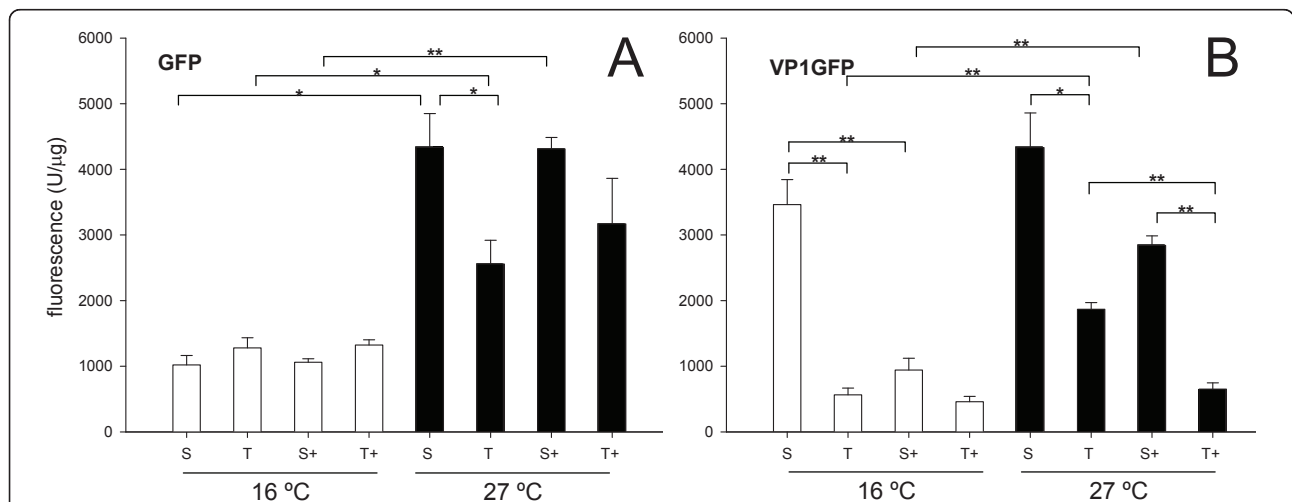 GFP
A
**
*
*
*
6000
5000
4000
3000
2000
1000
0
fluorescence (U/µg)
S T S+ T+ S T S+ T+
16 ºC 27 ºC
VP1GFP
B
**
**
*
**
**
**
**
6000
5000
4000
3000
2000
1000
0
S T S+ T+ S T S+ T+
16 ºC 27 ºC